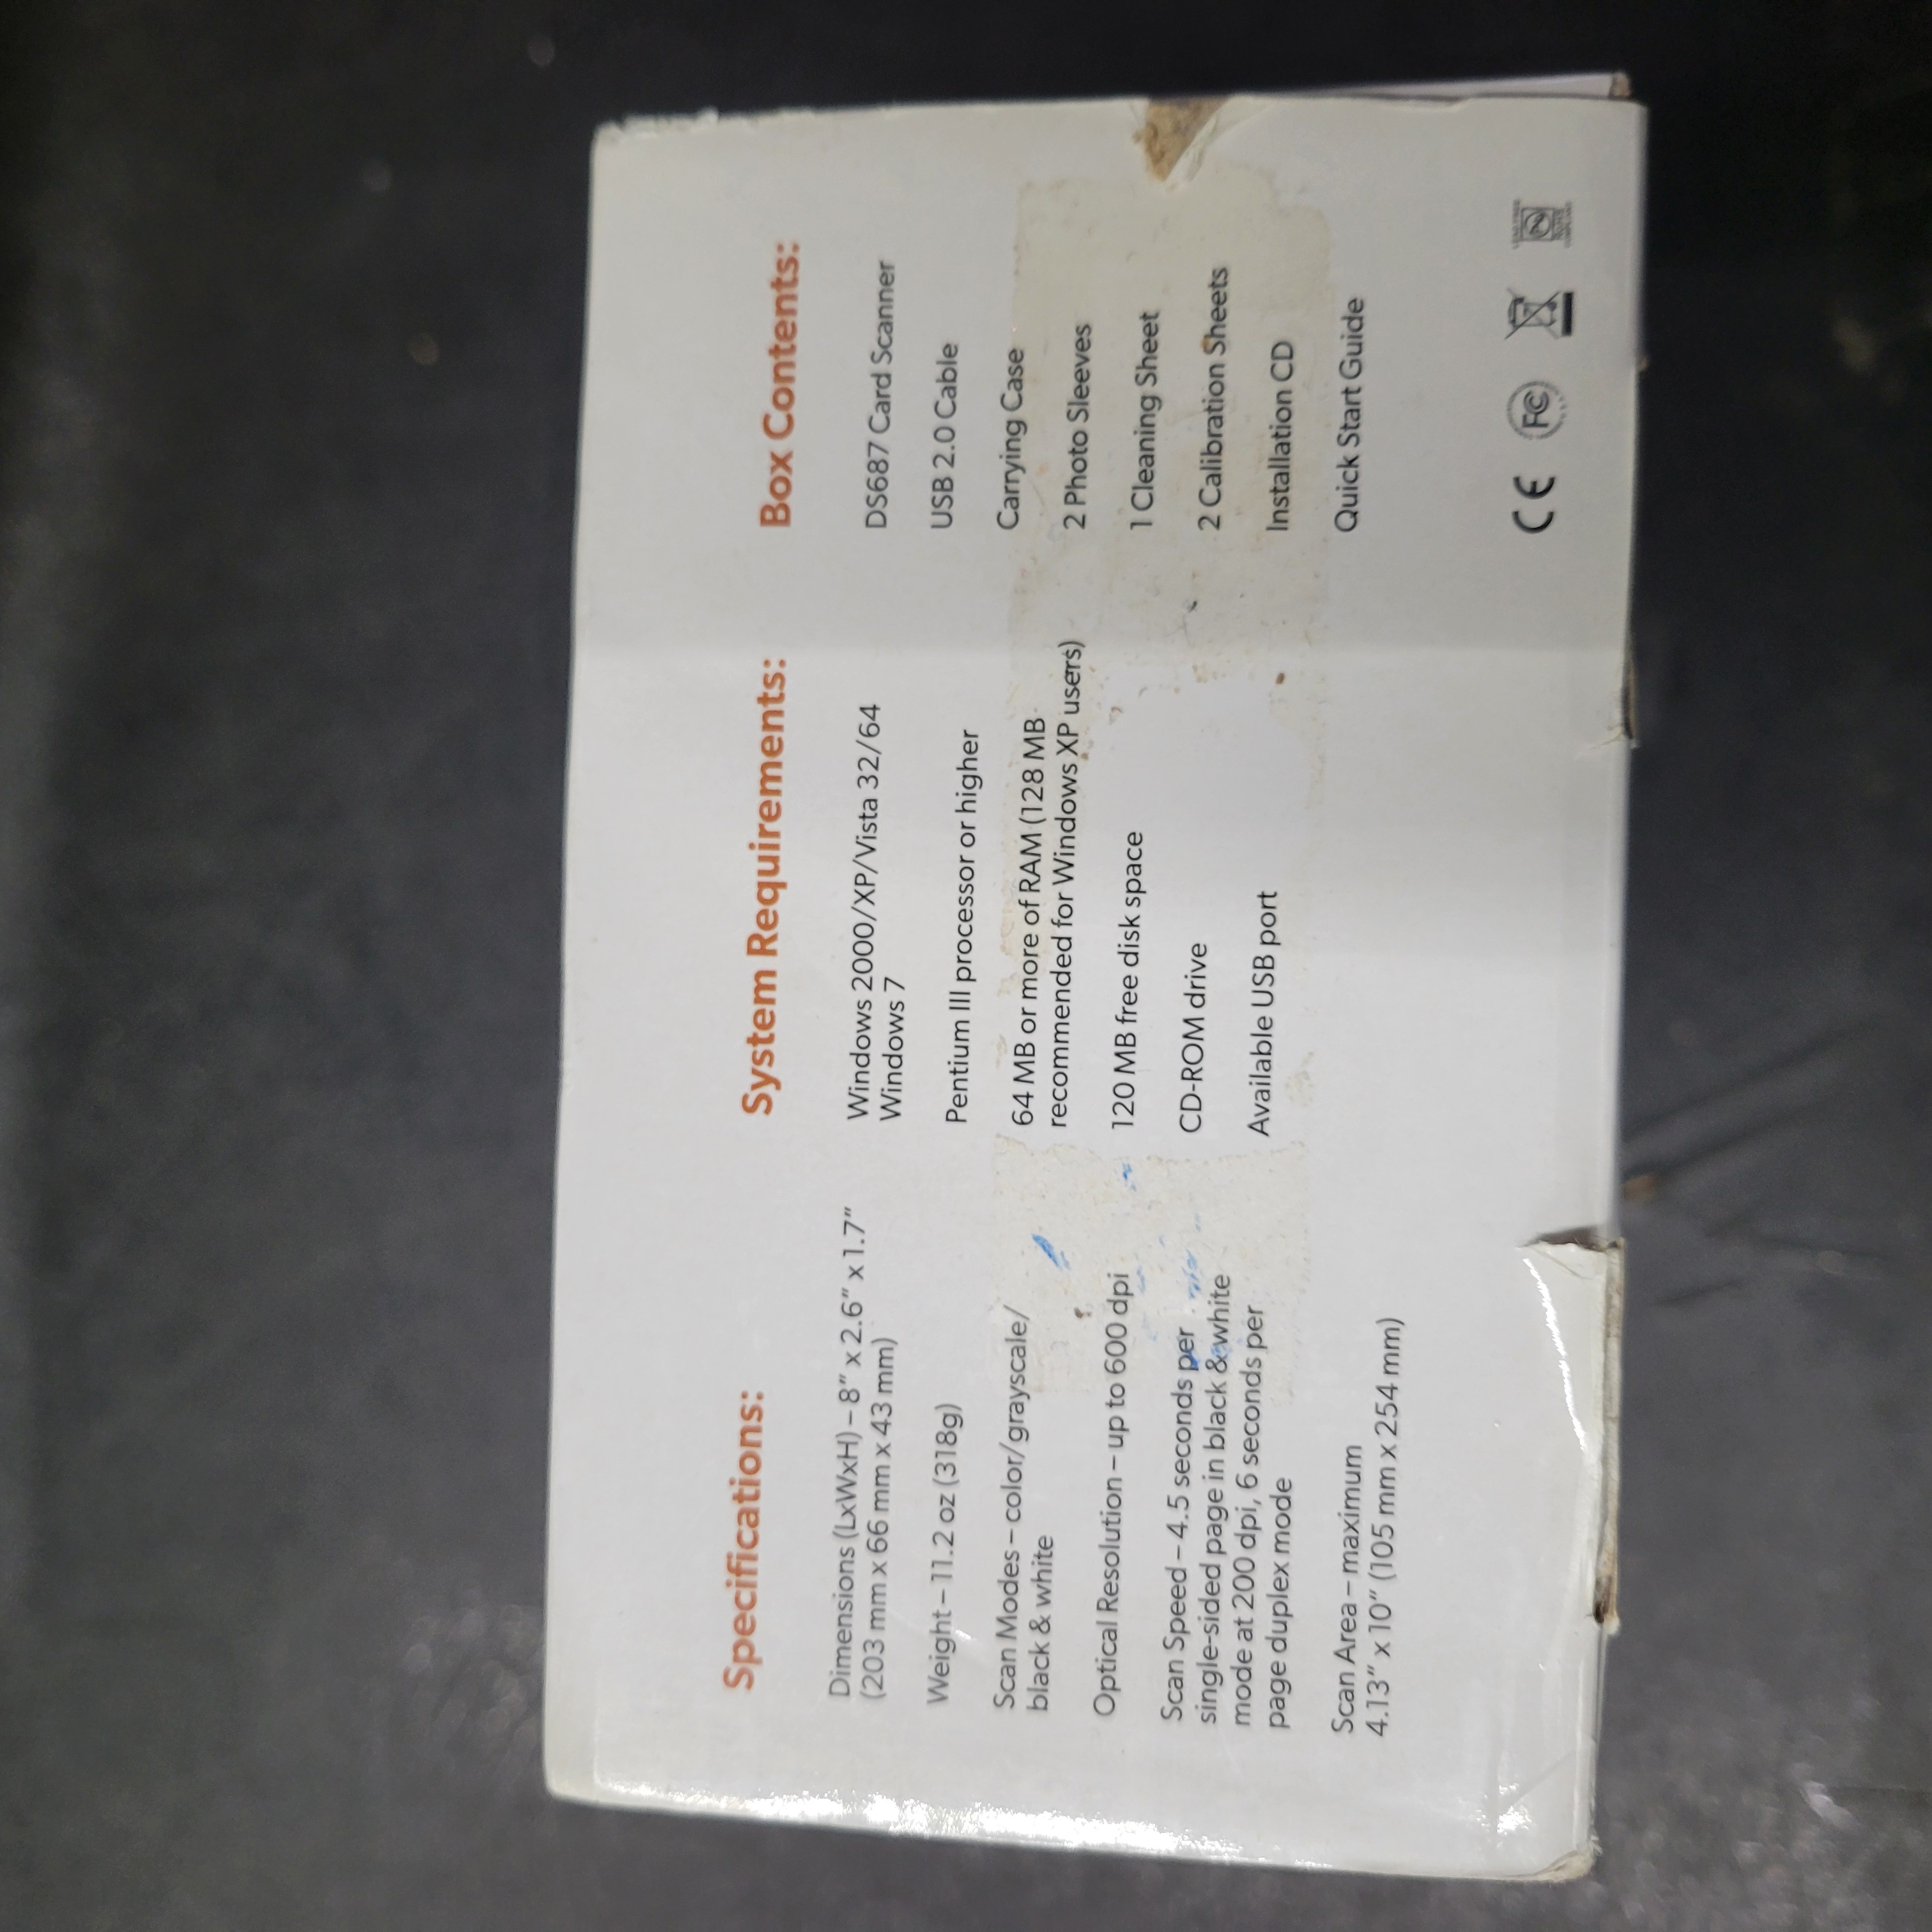 Specifications:
Dimensions (LxWxH) – 8" x 2.6" x 1.7"
(203 mm x 66 mm x 43 mm)
Weight – 11.2 oz (318g)
Scan Modes – color/grayscale/
black & white
Optical Resolution – up to 600 dpi
Scan Speed – 4.5 seconds per
single-sided page in black & white
mode at 200 dpi, 6 seconds per
page duplex mode
Scan Area – maximum
4.13" x 10" (105 mm x 254 mm)
System Requirements:
Windows 2000/XP/Vista 32/64
Windows 7
Pentium III processor or higher
64 MB or more of RAM (128 MB
recommended for Windows XP users)
120 MB free disk space
CD-ROM drive
Available USB port
Box Contents:
DS687 Card Scanner
USB 2.0 Cable
Carrying Case
2 Photo Sleeves
1 Cleaning Sheet
2 Calibration Sheets
Installation CD
Quick Start Guide
CE FC